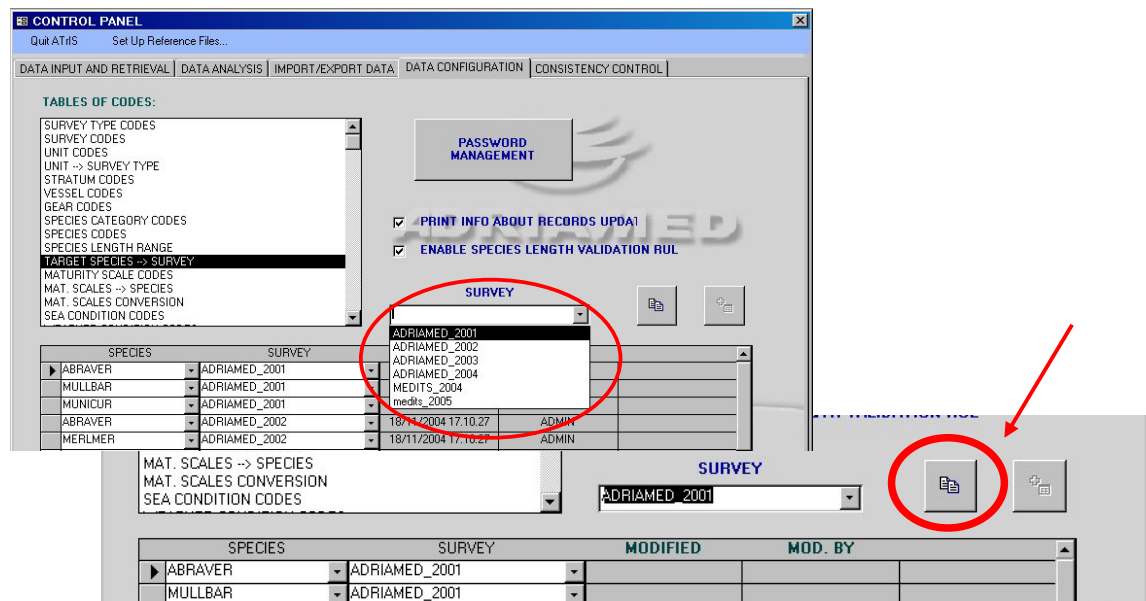 CONTROL PANEL
Quit ATrIS Set Up Reference Files...
DATA INPUT AND RETRIEVAL DATA ANALYSIS IMPORT/EXPORT DATA DATA CONFIGURATION CONSISTENCY CONTROL
TABLES OF CODES:
SURVEY TYPE CODES
SURVEY CODES
UNIT CODES
UNIT --> SURVEY TYPE
STRATUM CODES
VESSEL CODES
GEAR CODES
SPECIES CATEGORY CODES
SPECIES CODES
SPECIES LENGTH RANGE
TARGET SPECIES --> SURVEY
MATURITY SCALE CODES
MAT. SCALES --> SPECIES
MAT. SCALES CONVERSION
SEA CONDITION CODES
PASSWORD
MANAGEMENT
ADRIAMED
PRINT INFO ABOUT RECORDS UPDAT
ENABLE SPECIES LENGTH VALIDATION RUL
SURVEY
ADRIAMED_2001
ADRIAMED_2002
ADRIAMED_2003
ADRIAMED_2004
MEDITS_2004
medits_2005
SPECIES SURVEY
ABRAVER ADRIAMED_2001
MULLBAR ADRIAMED_2001
MUNICUR ADRIAMED_2001
ABRAVER ADRIAMED_2002 18/11/2004 17.10.27 ADMIN
MERLMER ADRIAMED_2002 18/11/2004 17.10.27 ADMIN
MAT. SCALES --> SPECIES
MAT. SCALES CONVERSION
SEA CONDITION CODES
SURVEY
ADRIAMED_2001
SPECIES SURVEY MODIFIED MOD. BY
ABRAVER ADRIAMED_2001
MULLBAR ADRIAMED_2001